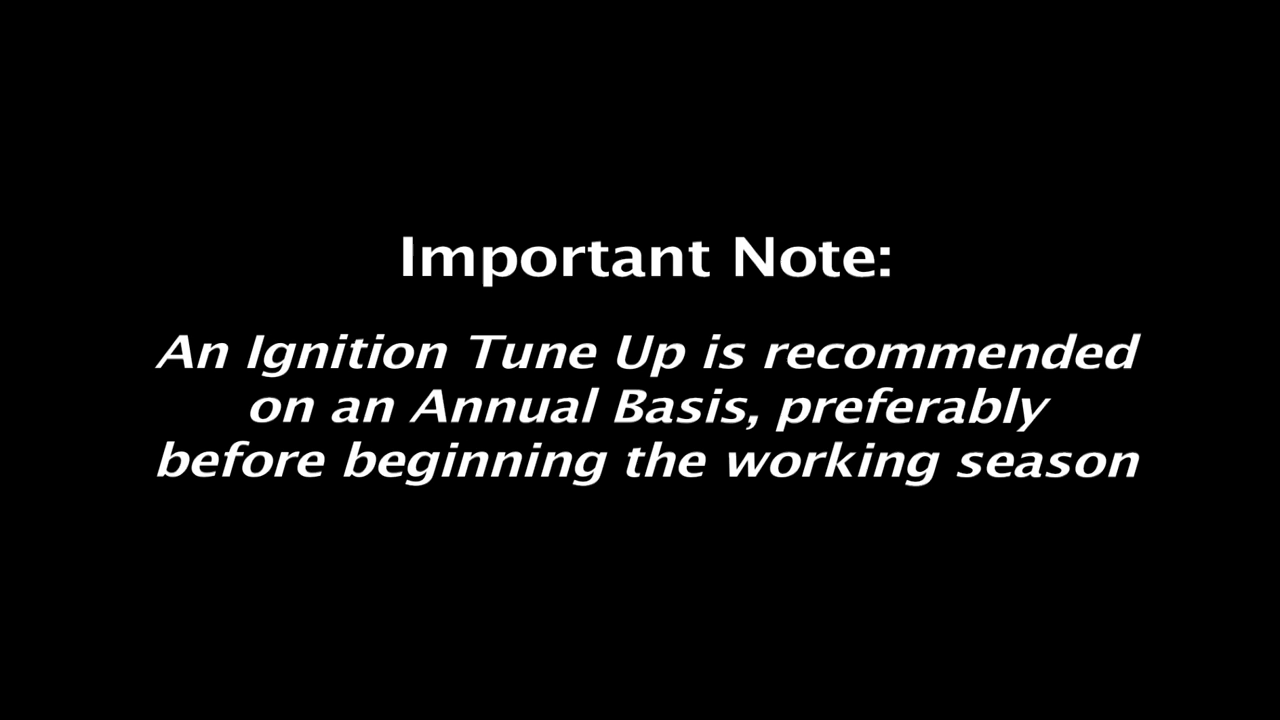 Important Note:
An Ignition Tune Up is recommended
on an Annual Basis, preferably
before beginning the working season